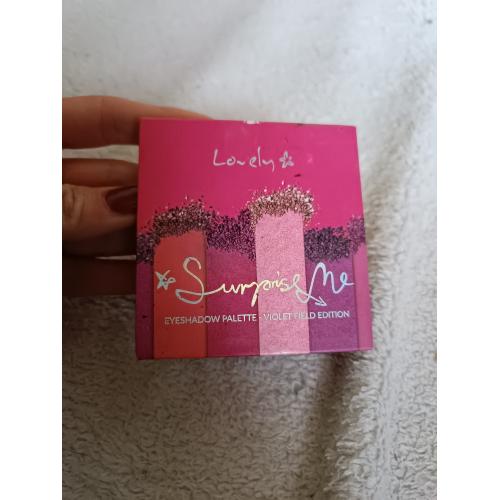 Lovely
Surprise Me
EYESHADOW PALETTE - VIOLET FIELD EDITION